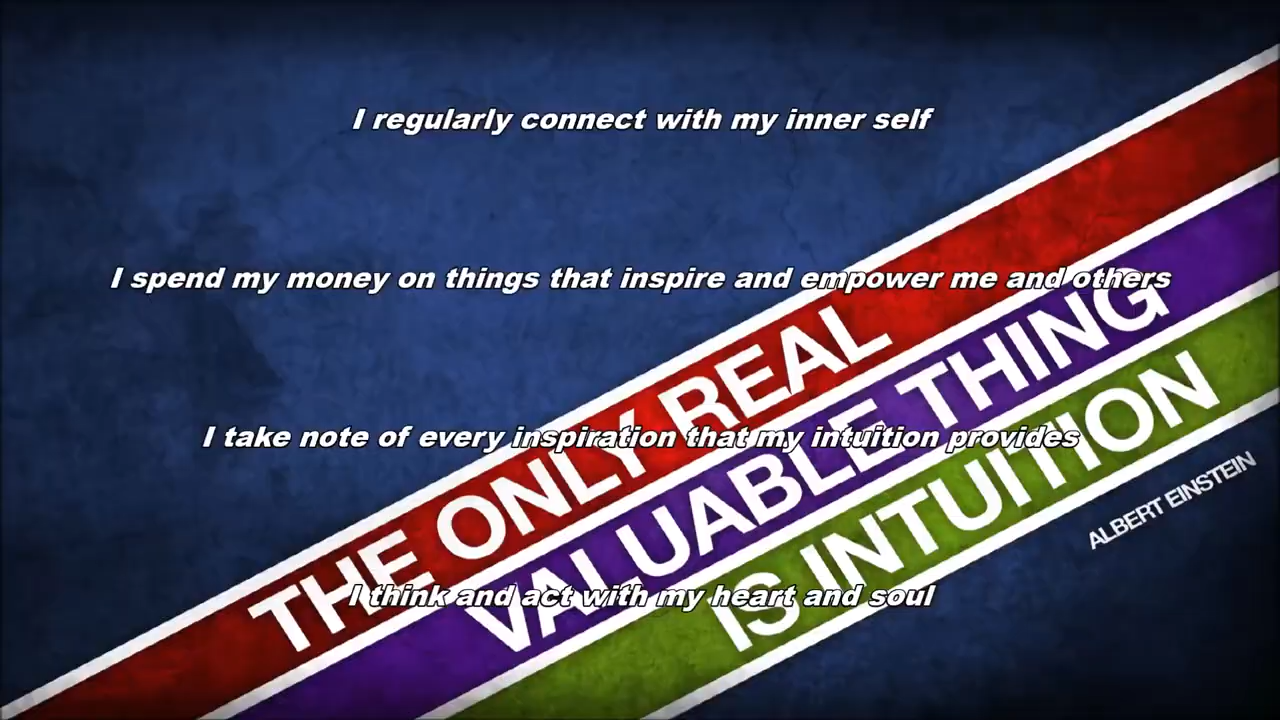 I regularly connect with my inner self
I spend my money on things that inspire and empower me and others
I take note of every inspiration that my intuition provides
I think and act with my heart and soul
THE ONLY REAL
VALUABLE THING
IS INTUITION
ALBERT EINSTEIN